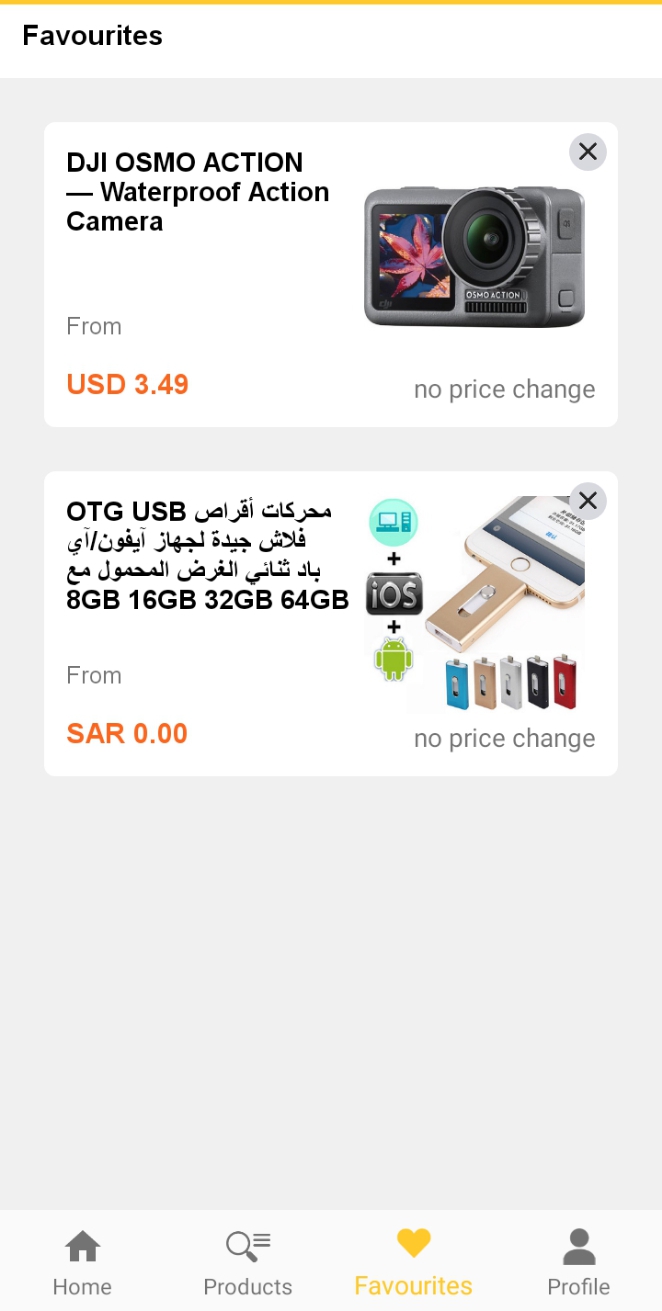 Favourites
DJI OSMO ACTION
— Waterproof Action
Camera
OSMO ACTION
dji
From
USD 3.49
no price change
OTG USB محركات أقراص
فلاش جيدة لجهاز آيفون/آي
باد ثنائي الغرض المحمول مع
8GB 16GB 32GB 64GB
+
iOS
+
From
SAR 0.00
no price change
Home
Products
Favourites
Profile